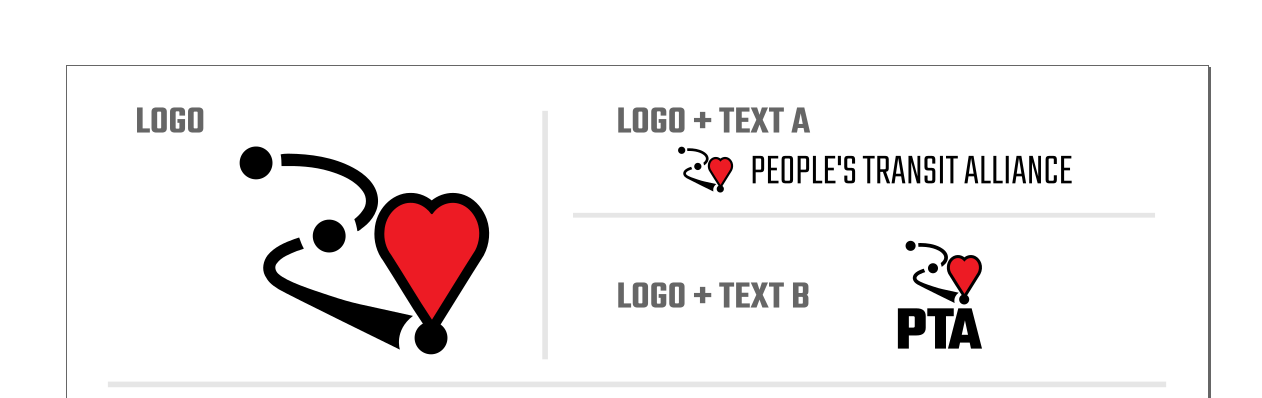 LOGO
LOGO + TEXT A
PEOPLE'S TRANSIT ALLIANCE
LOGO + TEXT B
PTA